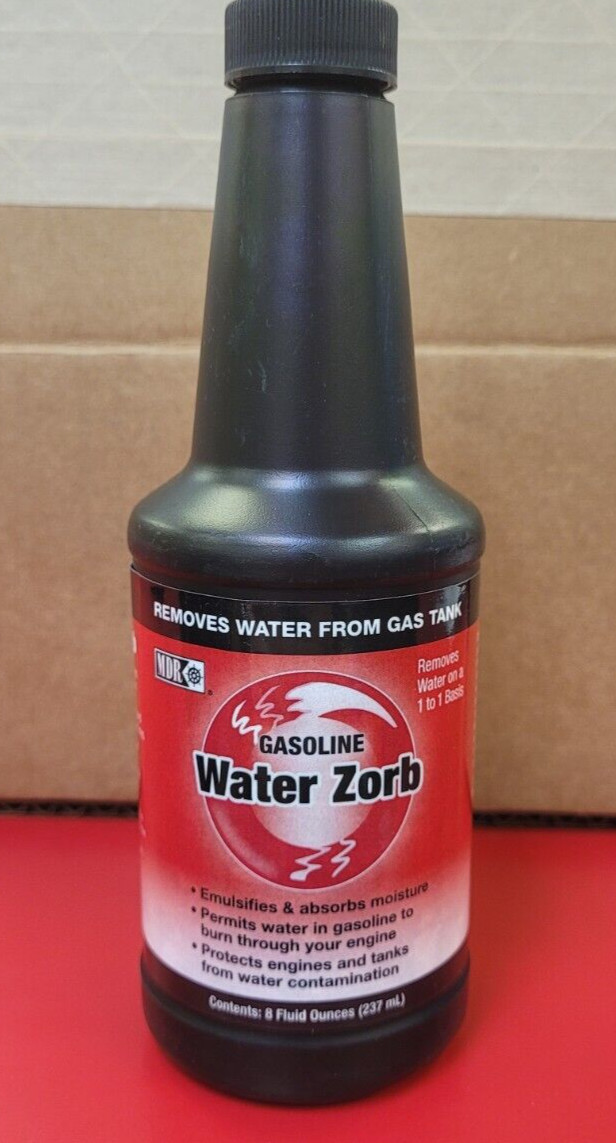 REMOVES WATER FROM GAS TANK
MDR
®
Removes
Water on a
1 to 1 Basis
GASOLINE
Water Zorb
• Emulsifies & absorbs moisture
• Permits water in gasoline to
burn through your engine
• Protects engines and tanks
from water contamination
Contents: 8 Fluid Ounces (237 mL)